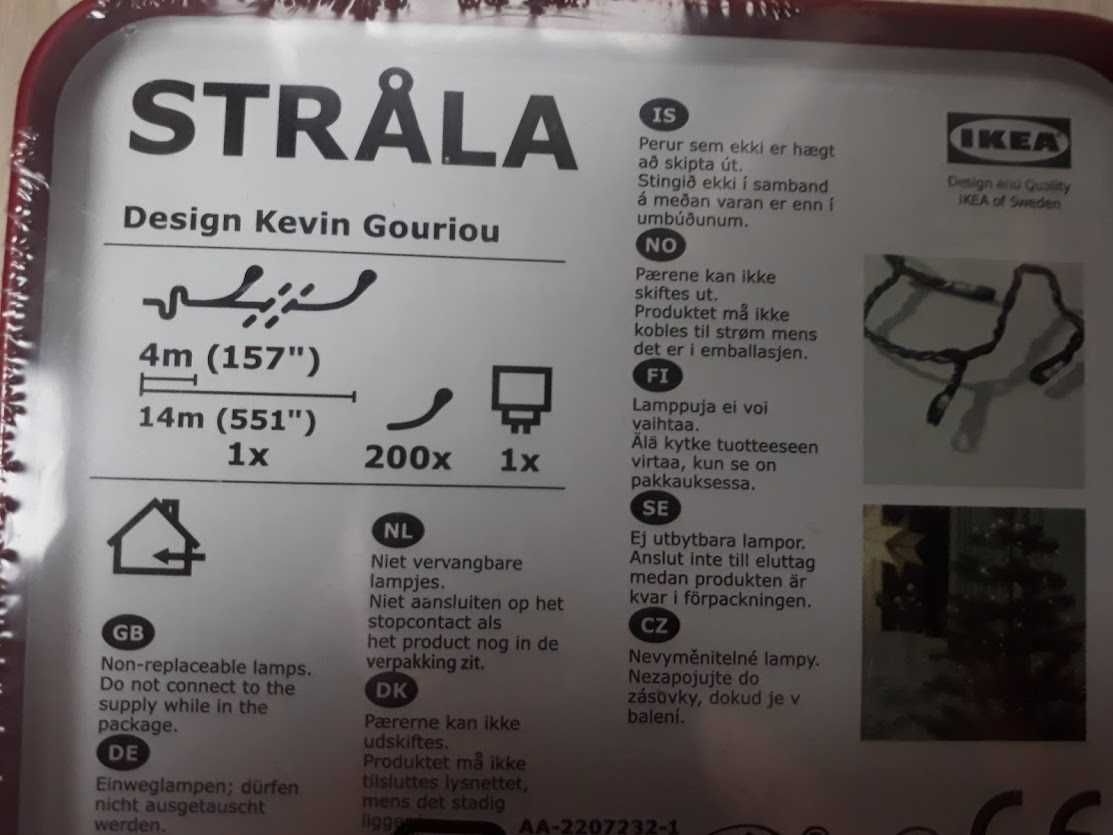 STRÅLA
Design Kevin Gouriou
4m (157")
14m (551")
1x
200x
1x
GB
Non-replaceable lamps.
Do not connect to the
supply while in the
package.
DE
Einweglampen; dürfen
nicht ausgetauscht
werden.
NL
Niet vervangbare
lampjes.
Niet aansluiten op het
stopcontact als
het product nog in de
verpakking zit.
DK
Pærerne kan ikke
udskiftes.
Produktet må ikke
tilsluttes lysnettet,
mens det stadig
AA-2207232-1
IS
Perur sem ekki er hægt
að skipta út.
Stingið ekki í samband
á meðan varan er enn í
umbúðunum.
NO
Pærene kan ikke
skiftes ut.
Produktet må ikke
kobles til strøm mens
det er i emballasjen.
FI
Lamppuja ei voi
vaihtaa.
Älä kytke tuotteeseen
virtaa, kun se on
pakkauksessa.
SE
Ej utbytbara lampor.
Anslut inte till eluttag
medan produkten är
kvar i förpackningen.
CZ
Nevyměnitelné lampy.
Nezapojujte do
zásuvky, dokud je v
balení.
IKEA
Design and Quality
IKEA of Sweden
CE